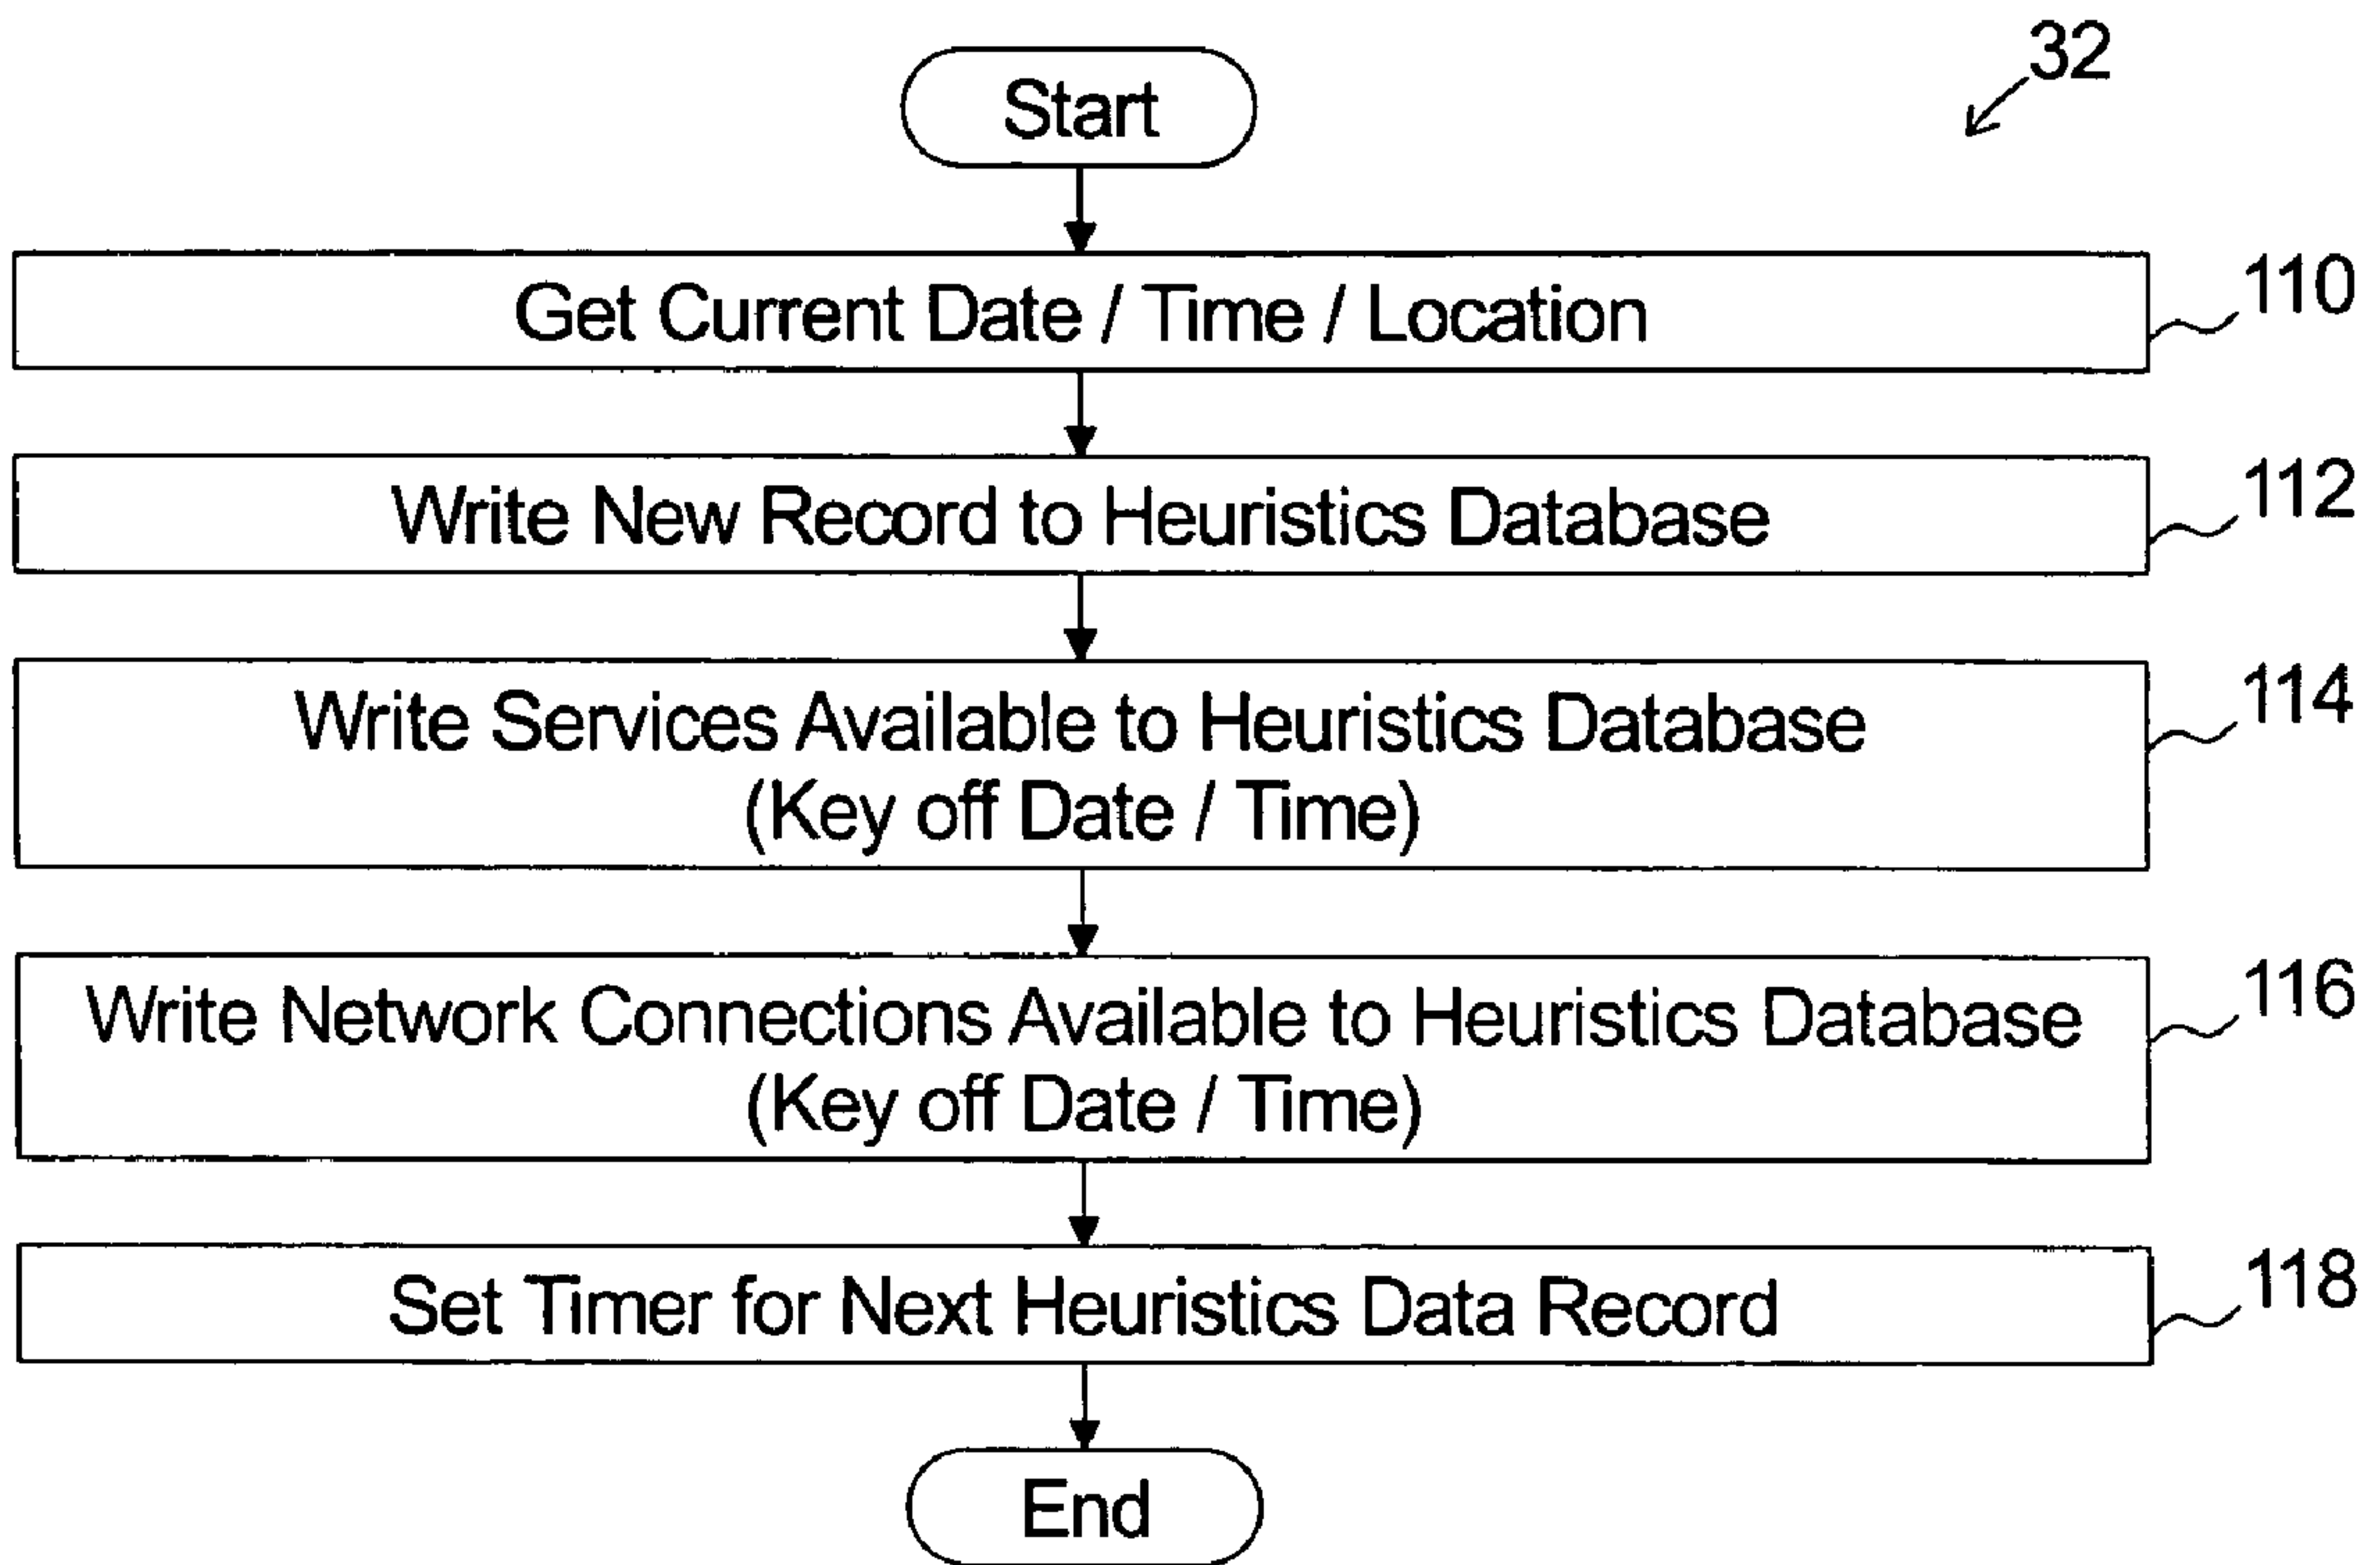 32
Start
Get Current Date / Time / Location
110
Write New Record to Heuristics Database
112
Write Services Available to Heuristics Database
(Key off Date / Time)
114
Write Network Connections Available to Heuristics Database
(Key off Date / Time)
116
Set Timer for Next Heuristics Data Record
118
End